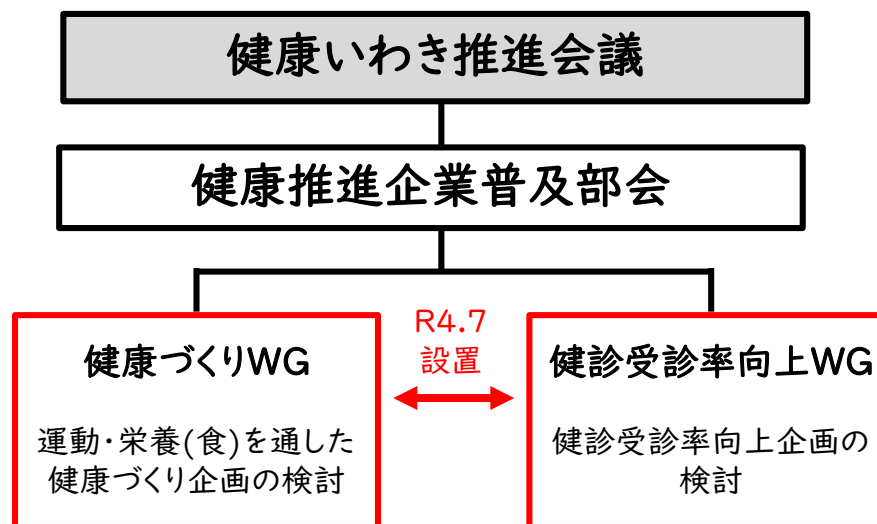 健康いわき推進会議
健康推進企業普及部会
R4.7
設置
健康づくりWG
運動・栄養(食)を通した
健康づくり企画の検討
健診受診率向上WG
健診受診率向上企画の
検討